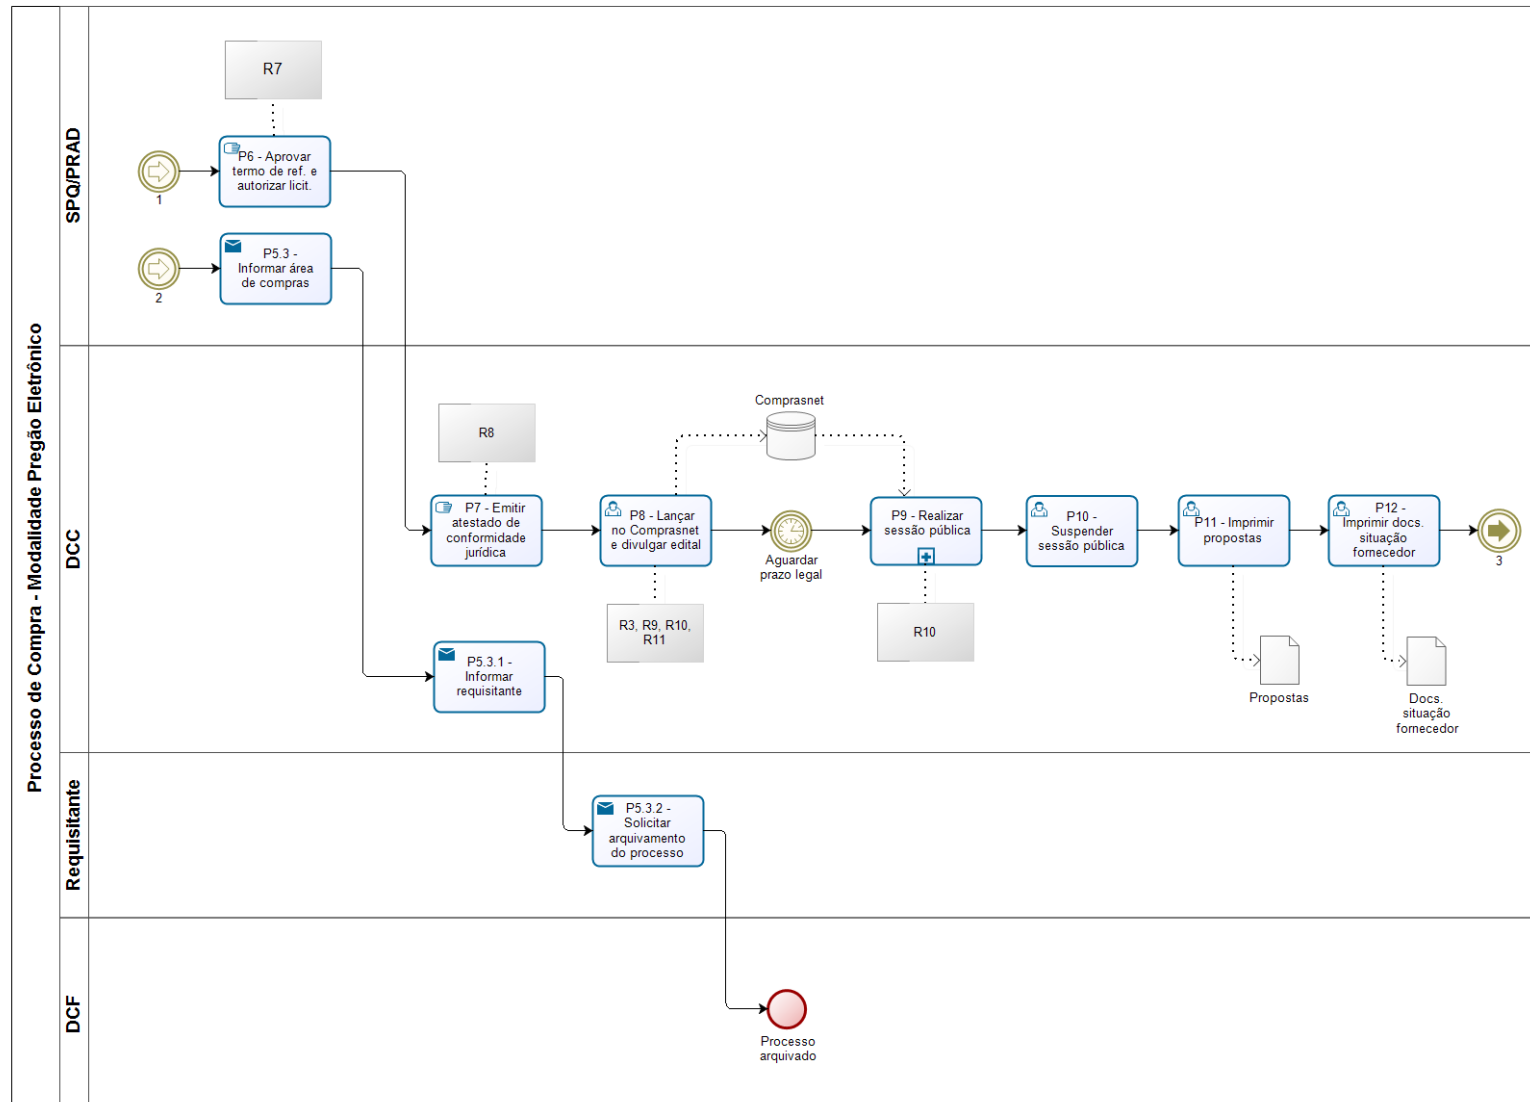 Processo de Compra - Modalidade Pregão Eletrônico
SPQ/PRAD
R7
1
P6 - Aprovar
termo de ref. e
autorizar licit.
2
P5.3 -
Informar área
de compras
DCC
R8
P7 - Emitir
atestado de
conformidade
jurídica
P8 - Lançar
no Comprasnet
e divulgar edital
R3, R9, R10,
R11
Comprasnet
Aguardar
prazo legal
P9 - Realizar
sessão pública
R10
P10 -
Suspender
sessão pública
P11 - Imprimir
propostas
Propostas
P12 -
Imprimir docs.
situação
fornecedor
Docs.
situação
fornecedor
3
P5.3.1 -
Informar
requisitante
Requisitante
P5.3.2 -
Solicitar
arquivamento
do processo
DCF
Processo
arquivado